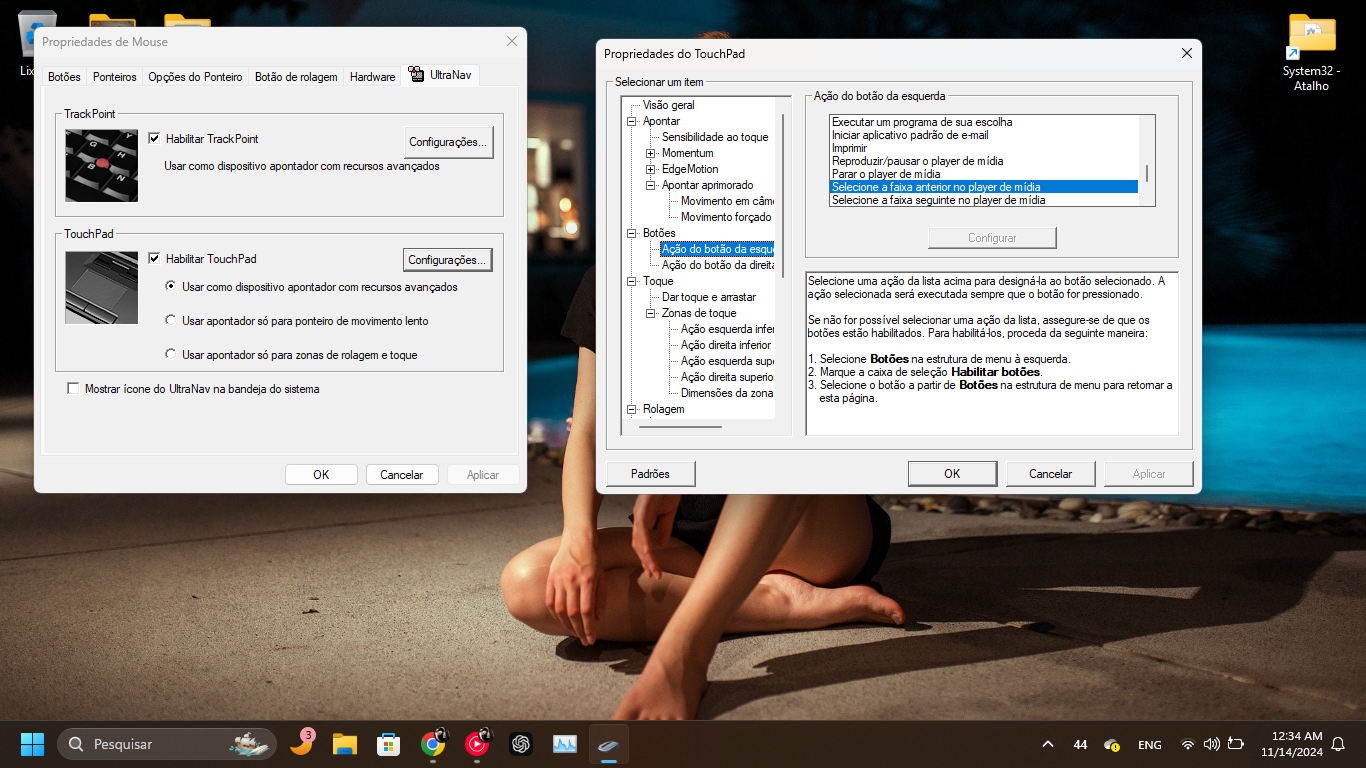 Lix
System32 -
Atalho
Propriedades de Mouse
Botões
Ponteiros
Opções do Ponteiro
Botão de rolagem
Hardware
UltraNav
TrackPoint
G
H
B
N
Habilitar TrackPoint
Configurações...
Usar como dispositivo apontador com recursos avançados
TouchPad
Habilitar TouchPad
Configurações...
Usar como dispositivo apontador com recursos avançados
Usar apontador só para ponteiro de movimento lento
Usar apontador só para zonas de rolagem e toque
Mostrar ícone do UltraNav na bandeja do sistema
OK
Cancelar
Aplicar
Propriedades do TouchPad
Selecionar um item
Visão geral
Apontar
Sensibilidade ao toque
Momentum
EdgeMotion
Apontar aprimorado
Movimento em câme
Movimento forçado
Botões
Ação do botão da esque
Ação do botão da direita
Toque
Dar toque e arrastar
Zonas de toque
Ação esquerda infer
Ação direita inferior
Ação esquerda supe
Ação direita superio
Dimensões da zona
Rolagem
Ação do botão da esquerda
Executar um programa de sua escolha
Iniciar aplicativo padrão de e-mail
Imprimir
Reproduzir/pausar o player de mídia
Parar o player de mídia
Selecione a faixa anterior no player de mídia
Selecione a faixa seguinte no player de mídia
Configurar
Selecione uma ação da lista acima para designá-la ao botão selecionado. A
ação selecionada será executada sempre que o botão for pressionado.
Se não for possível selecionar uma ação da lista, assegure-se de que os
botões estão habilitados. Para habilitá-los, proceda da seguinte maneira:
1. Selecione Botões na estrutura de menu à esquerda.
2. Marque a caixa de seleção Habilitar botões.
3. Selecione o botão a partir de Botões na estrutura de menu para retornar a
esta página.
Padrões
OK
Cancelar
Aplicar
Pesquisar
3
44
ENG
12:34 AM
11/14/2024